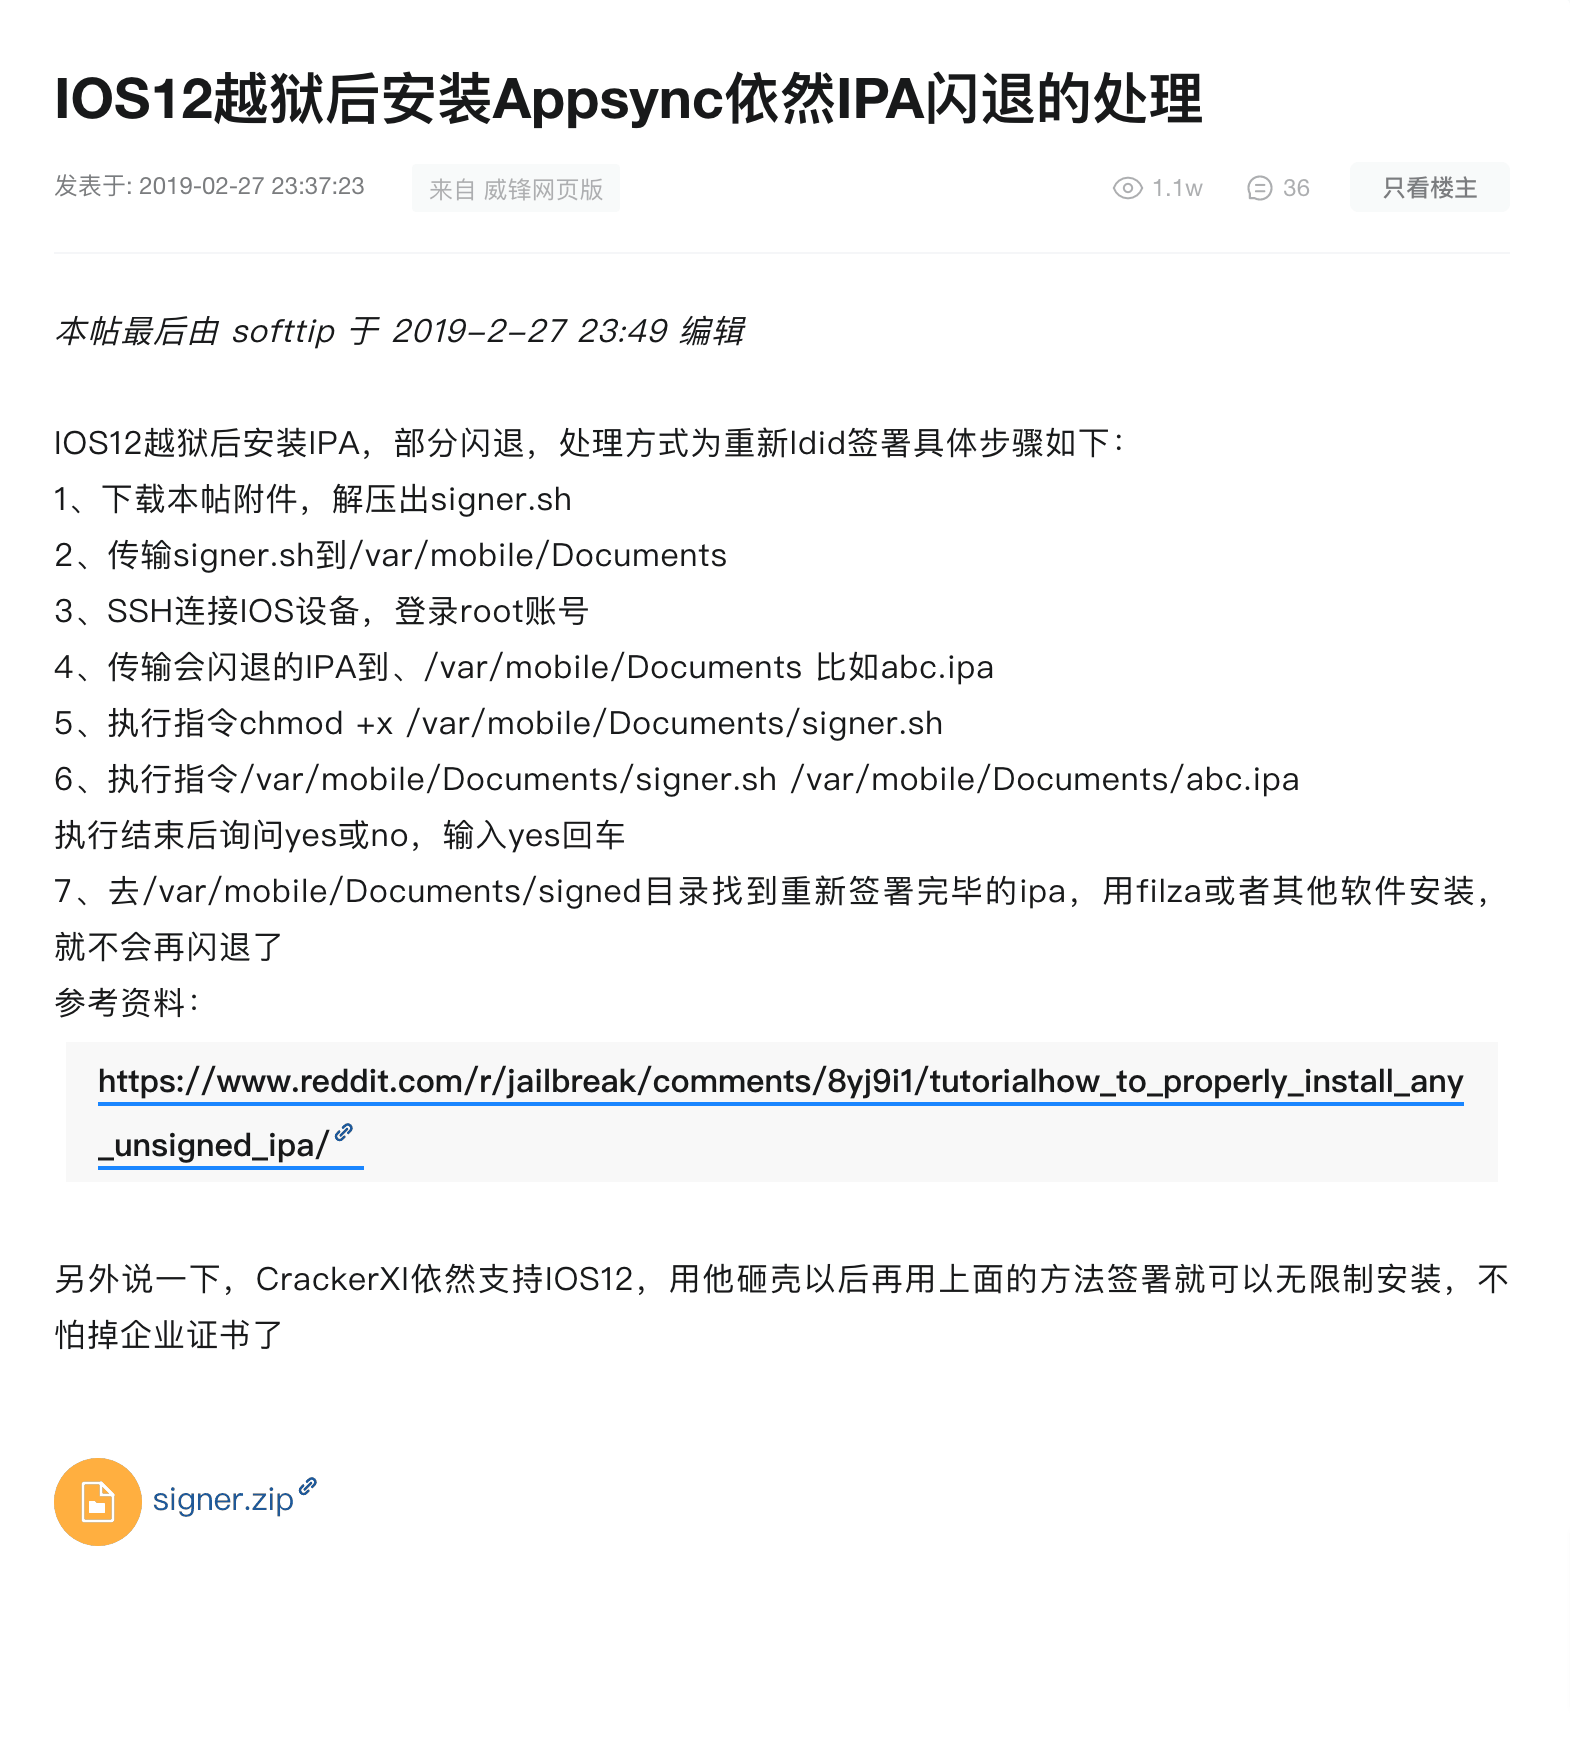 IOS12越狱后安装Appsync依然IPA闪退的处理
发表于: 2019-02-27 23:37:23 来自 威锋网页版 1.1w 36 只看楼主
本帖最后由 softtip 于 2019-2-27 23:49 编辑
IOS12越狱后安装IPA，部分闪退，处理方式为重新ldid签署具体步骤如下：
1、下载本帖附件，解压出signer.sh
2、传输signer.sh到/var/mobile/Documents
3、SSH连接IOS设备，登录root账号
4、传输会闪退的IPA到、/var/mobile/Documents 比如abc.ipa
5、执行指令chmod +x /var/mobile/Documents/signer.sh
6、执行指令/var/mobile/Documents/signer.sh /var/mobile/Documents/abc.ipa
执行结束后询问yes或no，输入yes回车
7、去/var/mobile/Documents/signed目录找到重新签署完毕的ipa，用filza或者其他软件安装，
就不会再闪退了
参考资料：
https://www.reddit.com/r/jailbreak/comments/8yj9i1/tutorialhow_to_properly_install_any
_unsigned_ipa/
另外说一下，CrackerXI依然支持IOS12，用他砸壳以后再用上面的方法签署就可以无限制安装，不
怕掉企业证书了
signer.zip